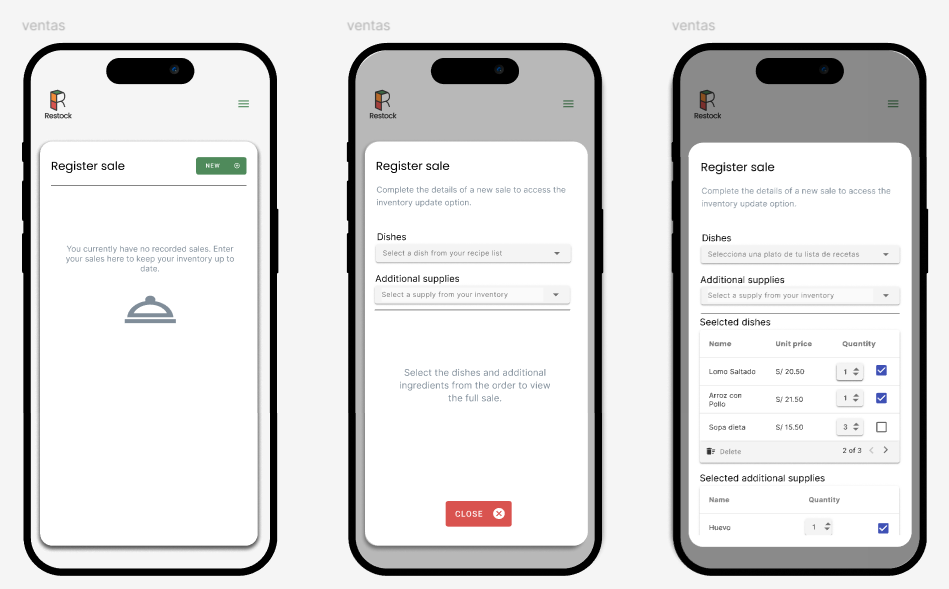 ventas
Restock
Register sale
NEW
You currently have no recorded sales. Enter
your sales here to keep your inventory up to
date.
ventas
Restock
Register sale
Complete the details of a new sale to access the
inventory update option.
Dishes
Select a dish from your recipe list
Additional supplies
Select a supply from your inventory
Select the dishes and additional
ingredients from the order to view
the full sale.
CLOSE
ventas
Restock
Register sale
Complete the details of a new sale to access the
inventory update option.
Dishes
Selecciona una plato de tu lista de recetas
Additional supplies
Select a supply from your inventory
Seelcted dishes
Name Unit price Quantity
Lomo Saltado S/ 20.50 1
Arroz con
Pollo S/ 21.50 1
Sopa dieta S/ 15.50 3
Delete 2 of 3
Selected additional supplies
Name Quantity
Huevo 1